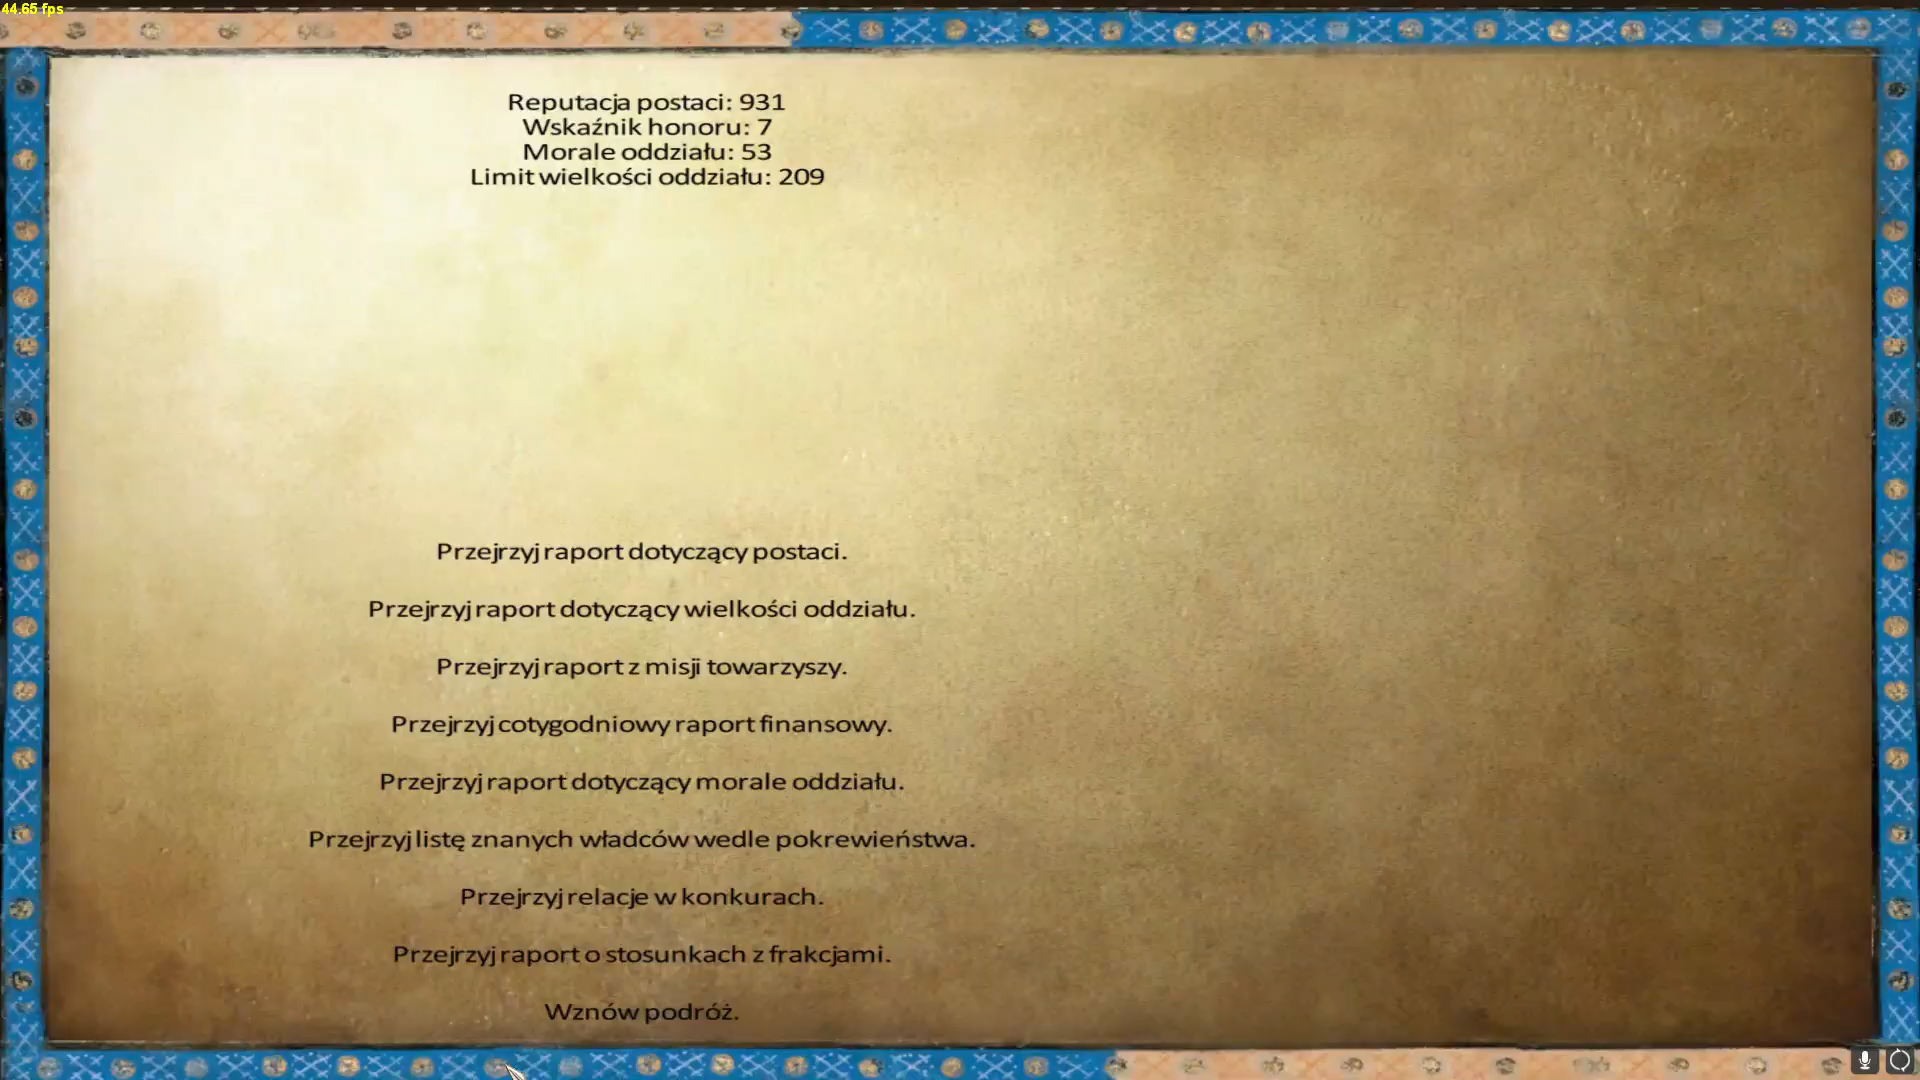 44.65 fps
Reputacja postaci: 931
Wskaźnik honoru: 7
Morale oddziału: 53
Limit wielkości oddziału: 209
Przejrzyj raport dotyczący postaci.
Przejrzyj raport dotyczący wielkości oddziału.
Przejrzyj raport z misji towarzyszy.
Przejrzyj cotygodniowy raport finansowy.
Przejrzyj raport dotyczący morale oddziału.
Przejrzyj listę znanych władców wedle pokrewieństwa.
Przejrzyj relacje w konkurach.
Przejrzyj raport o stosunkach z frakcjami.
Wznów podróż.